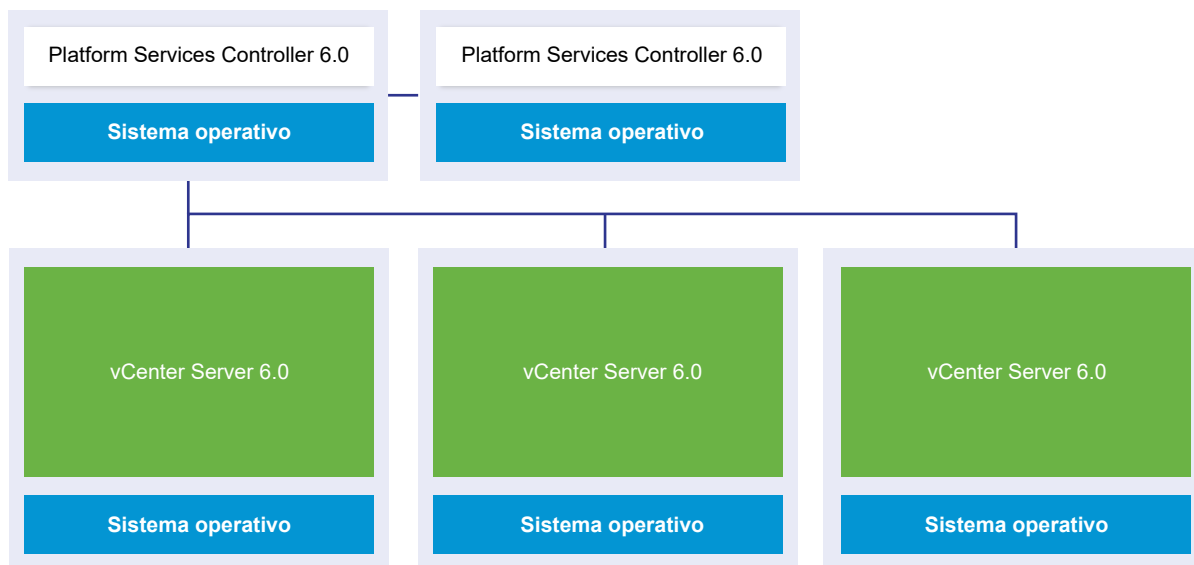 Platform Services Controller 6.0
Platform Services Controller 6.0
Sistema operativo
Sistema operativo
vCenter Server 6.0
vCenter Server 6.0
vCenter Server 6.0
Sistema operativo
Sistema operativo
Sistema operativo